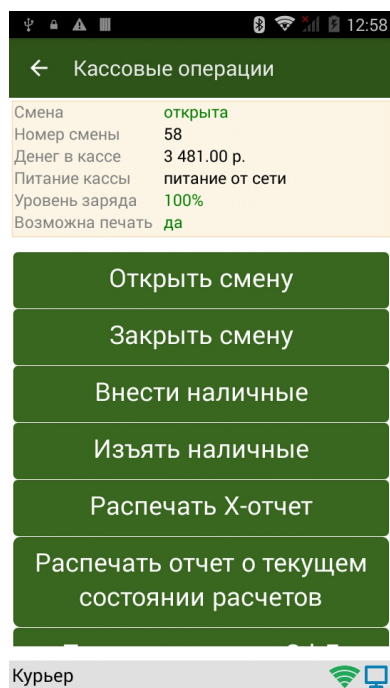 12:58
Кассовые операции
Смена открыта
Номер смены 58
Денег в кассе 3 481.00 р.
Питание кассы питание от сети
Уровень заряда 100%
Возможна печать да
Открыть смену
Закрыть смену
Внести наличные
Изъять наличные
Распечать X-отчет
Распечать отчет о текущем
состоянии расчетов
Курьер